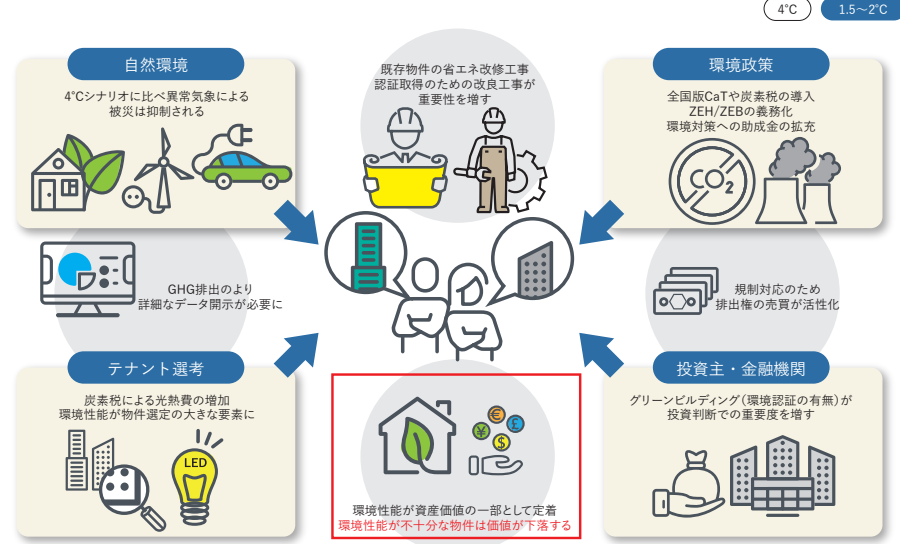 4℃
1.5～2℃
自然環境
4℃シナリオに比べ異常気象による
被災は抑制される
既存物件の省エネ改修工事
認証取得のための改良工事が
重要性を増す
環境政策
全国版CaTや炭素税の導入
ZEH/ZEBの義務化
環境対策への助成金の拡充
CO2
GHG排出のより
詳細なデータ開示が必要に
規制対応のため
排出権の売買が活性化
テナント選考
炭素税による光熱費の増加
環境性能が物件選定の大きな要素に
LED
€
£
¥
$
環境性能が資産価値の一部として定着
環境性能が不十分な物件は価値が下落する
投資主・金融機関
グリーンビルディング（環境認証の有無）が
投資判断での重要度を増す